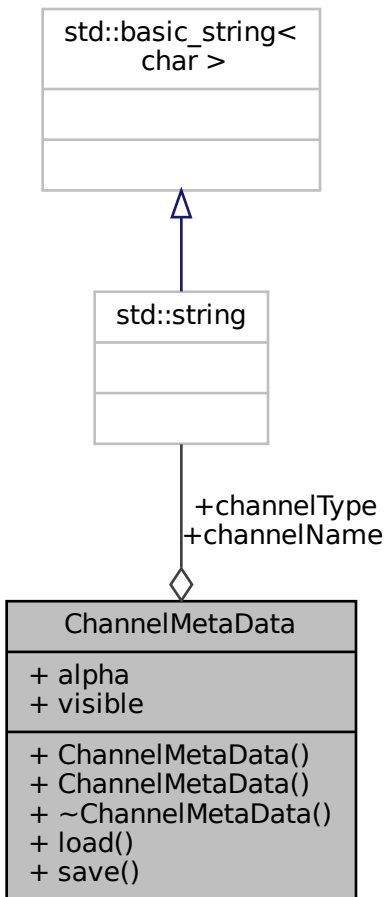 std::basic_string<
char >
std::string
+channelType
+channelName
ChannelMetaData
+ alpha
+ visible
+ ChannelMetaData()
+ ChannelMetaData()
+ ~ChannelMetaData()
+ load()
+ save()